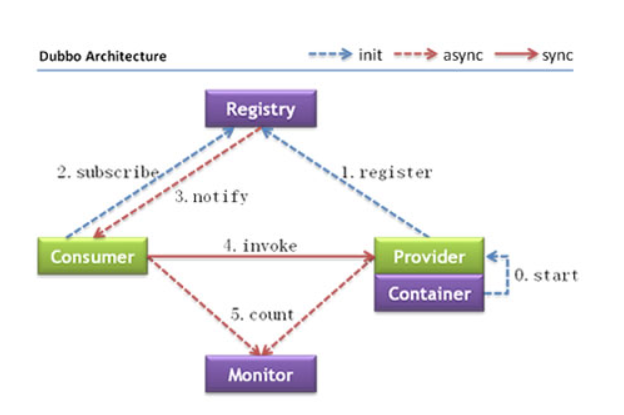 Dubbo Architecture
init
async
sync
Registry
2. subscribe
1. register
3. notify
Consumer
4. invoke
Provider
0. start
Container
5. count
Monitor